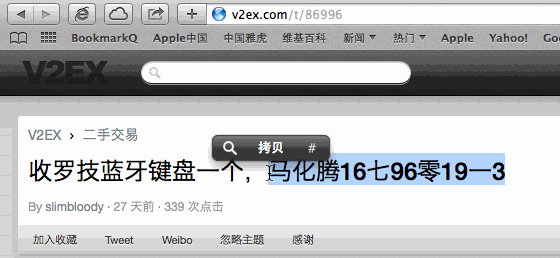 v2ex.com/t/86996
BookmarkQ Apple中国 中国雅虎 维基百科 新闻 热门 Apple Yahoo! Goo
V2EX
V2EX › 二手交易
拷贝 #
收罗技蓝牙键盘一个，马化腾16七96零19一3
By slimbloody · 27 天前 · 339 次点击
加入收藏 Tweet Weibo 忽略主题 感谢